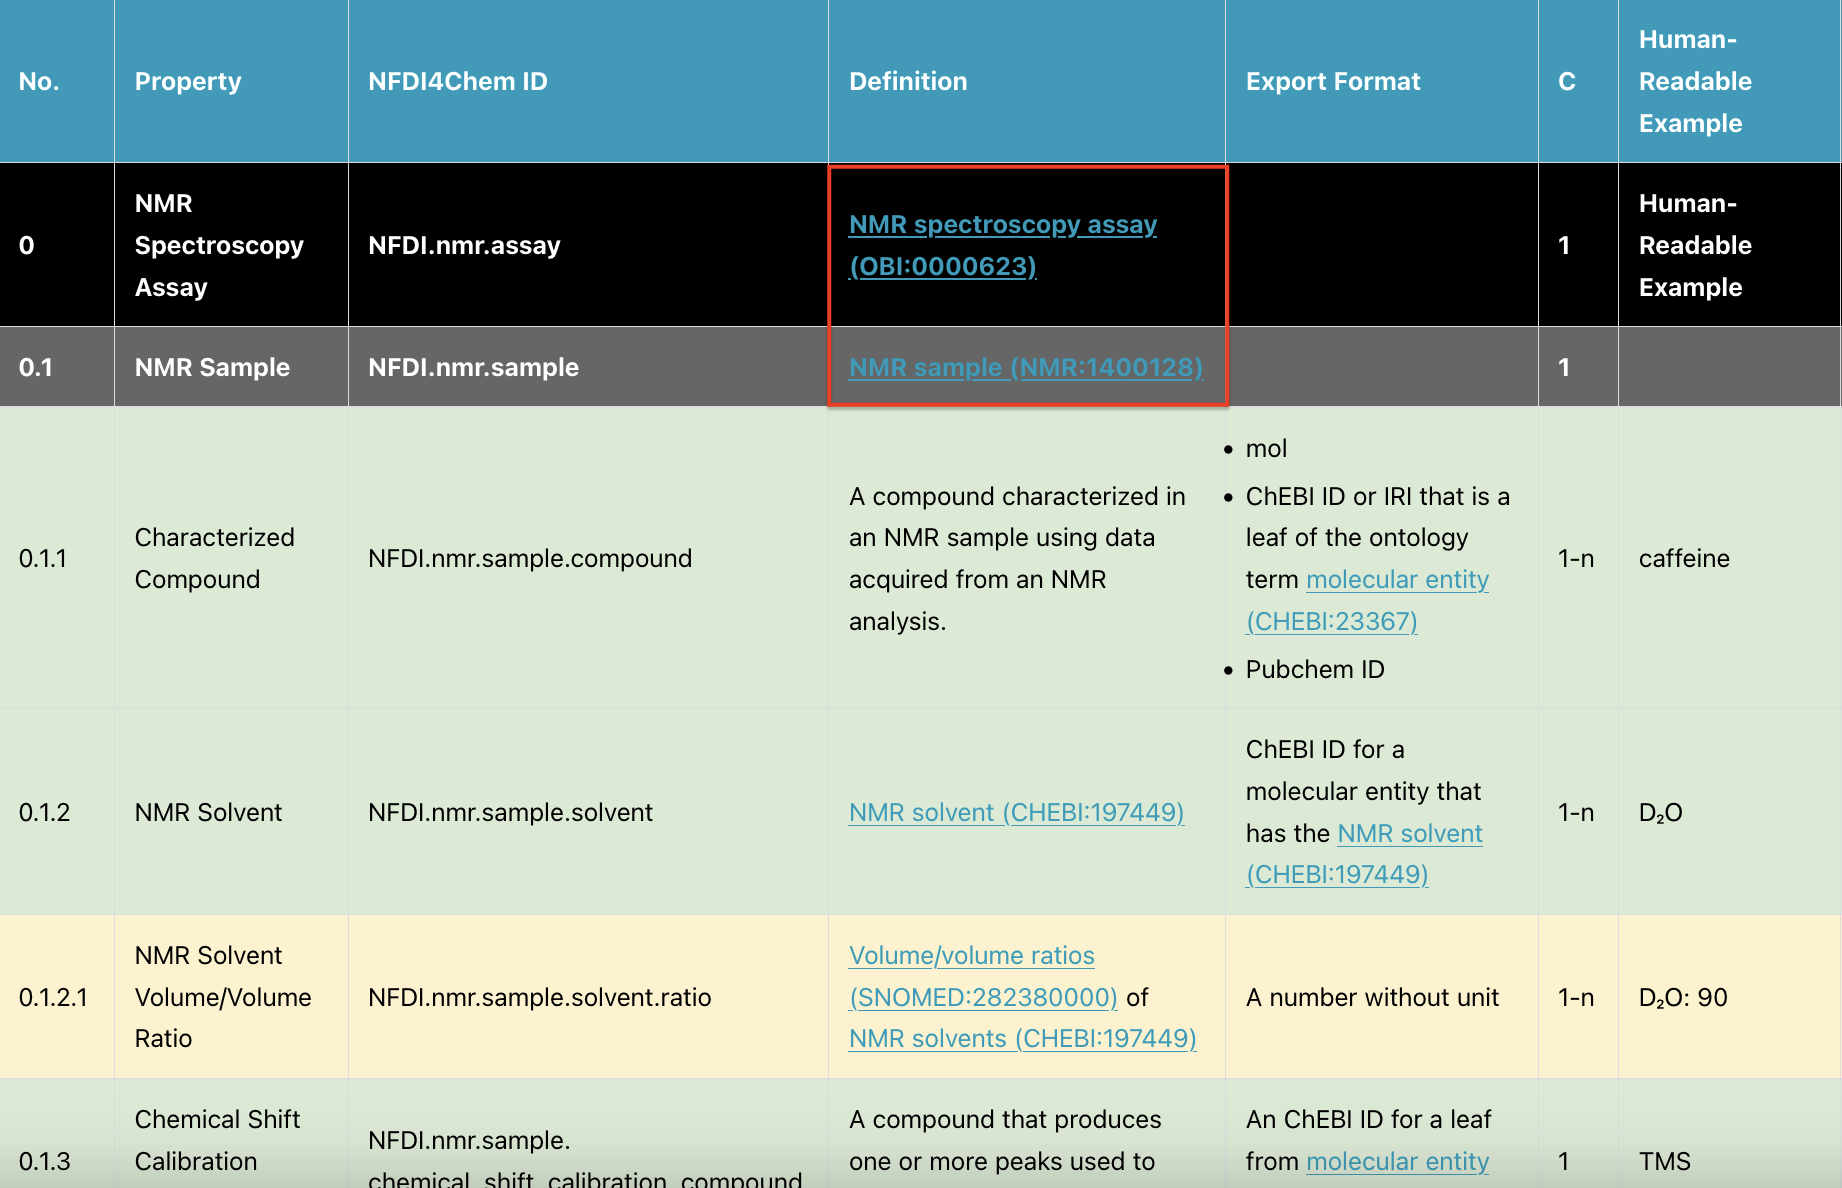 No.
Property
NFDI4Chem ID
Definition
Export Format
C
Human-
Readable
Example
0
NMR
Spectroscopy
Assay
NFDI.nmr.assay
NMR spectroscopy assay
(OBI:0000623)
1
Human-
Readable
Example
0.1
NMR Sample
NFDI.nmr.sample
NMR sample (NMR:1400128)
1
0.1.1
Characterized
Compound
NFDI.nmr.sample.compound
A compound characterized in
an NMR sample using data
acquired from an NMR
analysis.
• mol
• ChEBI ID or IRI that is a
leaf of the ontology
term molecular entity
(CHEBI:23367)
• Pubchem ID
1-n
caffeine
0.1.2
NMR Solvent
NFDI.nmr.sample.solvent
NMR solvent (CHEBI:197449)
ChEBI ID for a
molecular entity that
has the NMR solvent
(CHEBI:197449)
1-n
D₂O
0.1.2.1
NMR Solvent
Volume/Volume
Ratio
NFDI.nmr.sample.solvent.ratio
Volume/volume ratios
(SNOMED:282380000) of
NMR solvents (CHEBI:197449)
A number without unit
1-n
D₂O: 90
0.1.3
Chemical Shift
Calibration
NFDI.nmr.sample.
chemical_shift_calibration_compound
A compound that produces
one or more peaks used to
An ChEBI ID for a leaf
from molecular entity
1
TMS